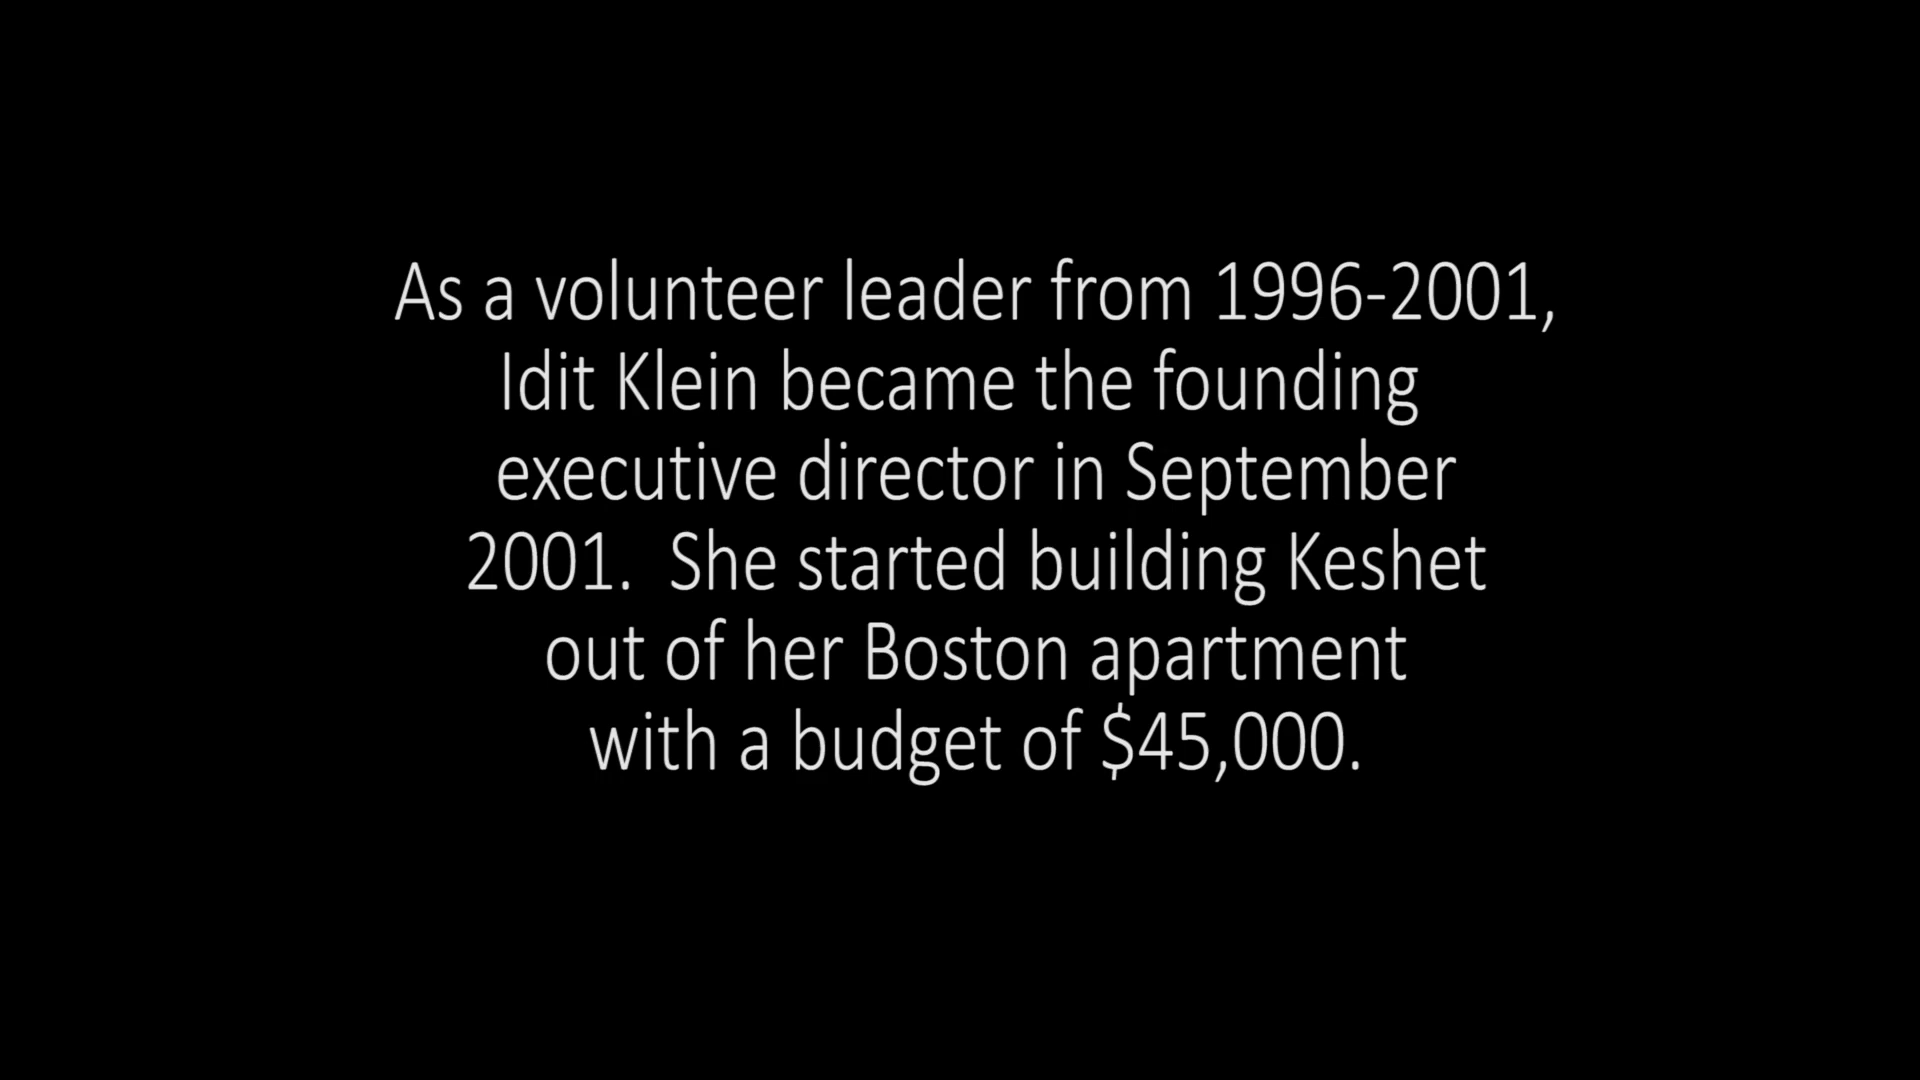 As a volunteer leader from 1996-2001,
Idit Klein became the founding
executive director in September
2001.  She started building Keshet
out of her Boston apartment
with a budget of $45,000.